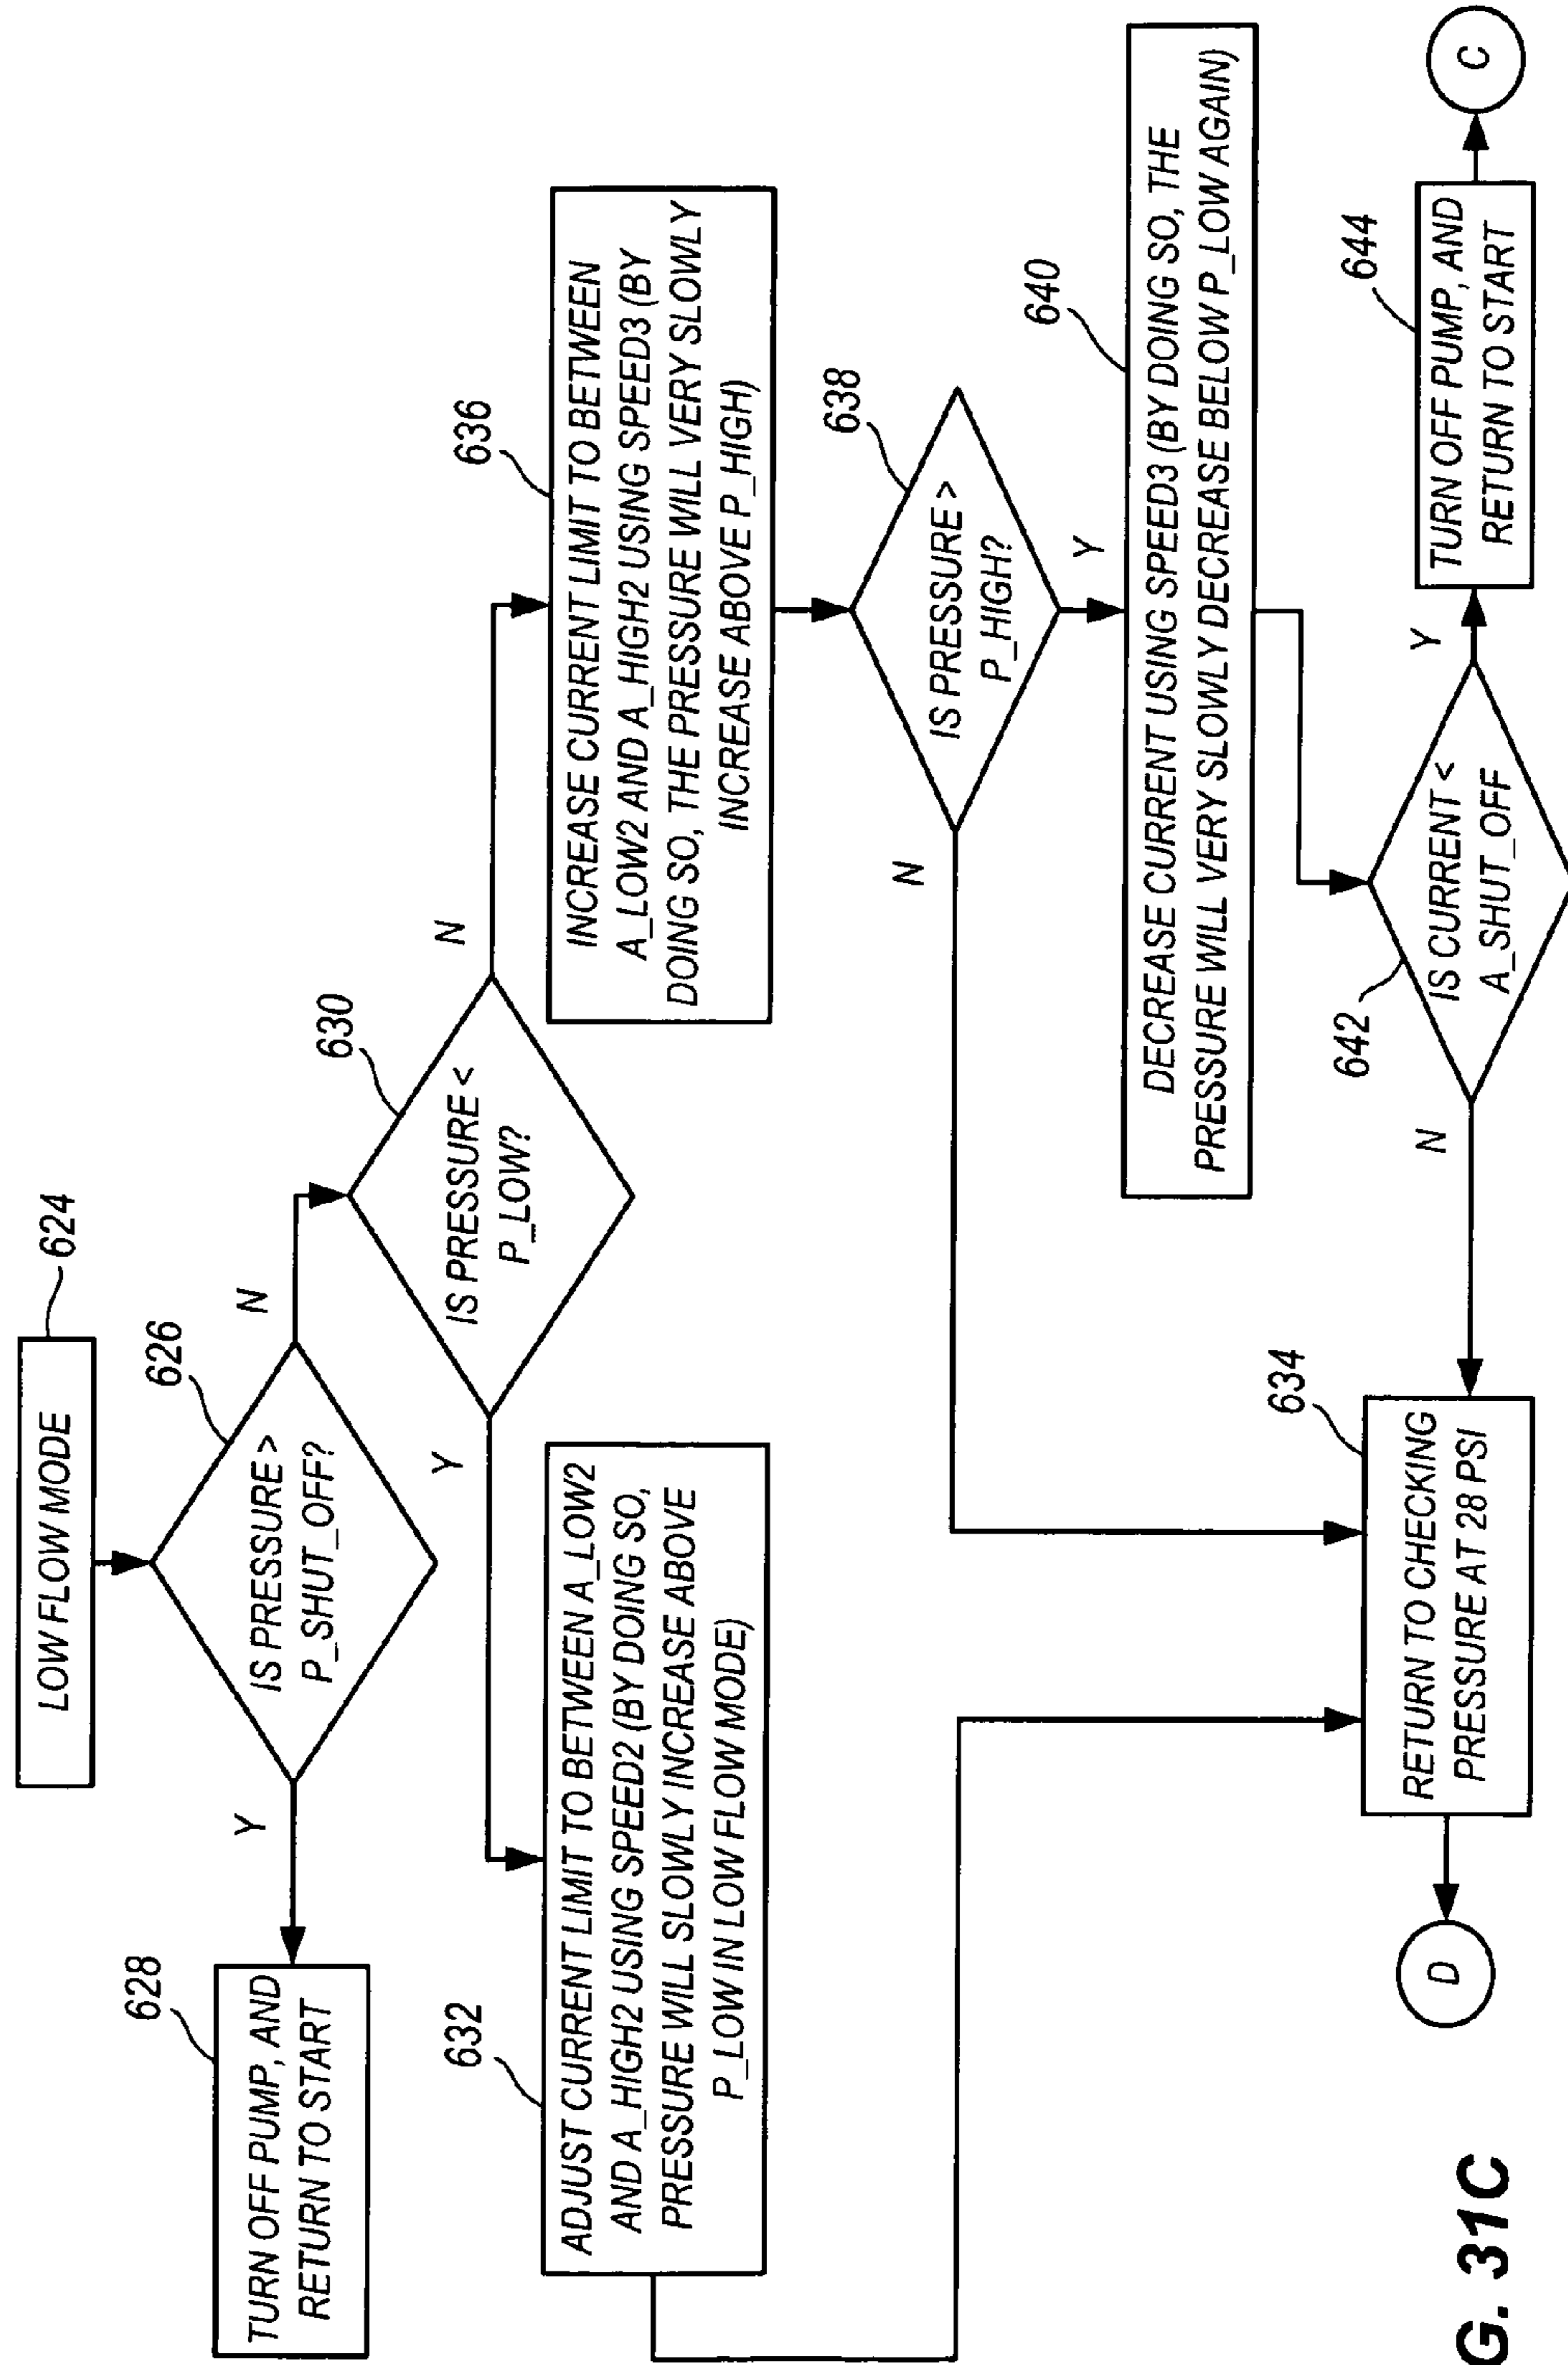 LOW FLOW MODE
624
626
IS PRESSURE >
P_SHUT_OFF?
Y
N
628
TURN OFF PUMP, AND
RETURN TO START
630
IS PRESSURE <
P_LOW?
Y
N
632
ADJUST CURRENT LIMIT TO BETWEEN A_LOW2
AND A_HIGH2 USING SPEED2 (BY DOING SO,
PRESSURE WILL SLOWLY INCREASE ABOVE
P_LOW IN LOW FLOW MODE)
636
INCREASE CURRENT LIMIT TO BETWEEN
A_LOW2 AND A_HIGH2 USING SPEED3 (BY
DOING SO, THE PRESSURE WILL VERY SLOWLY
INCREASE ABOVE P_HIGH)
638
IS PRESSURE >
P_HIGH?
N
Y
640
DECREASE CURRENT USING SPEED3 (BY DOING SO, THE
PRESSURE WILL VERY SLOWLY DECREASE BELOW P_LOW AGAIN)
634
RETURN TO CHECKING
PRESSURE AT 28 PSI
D
642
IS CURRENT <
A_SHUT_OFF
N
Y
644
TURN OFF PUMP, AND
RETURN TO START
C
G. 31C